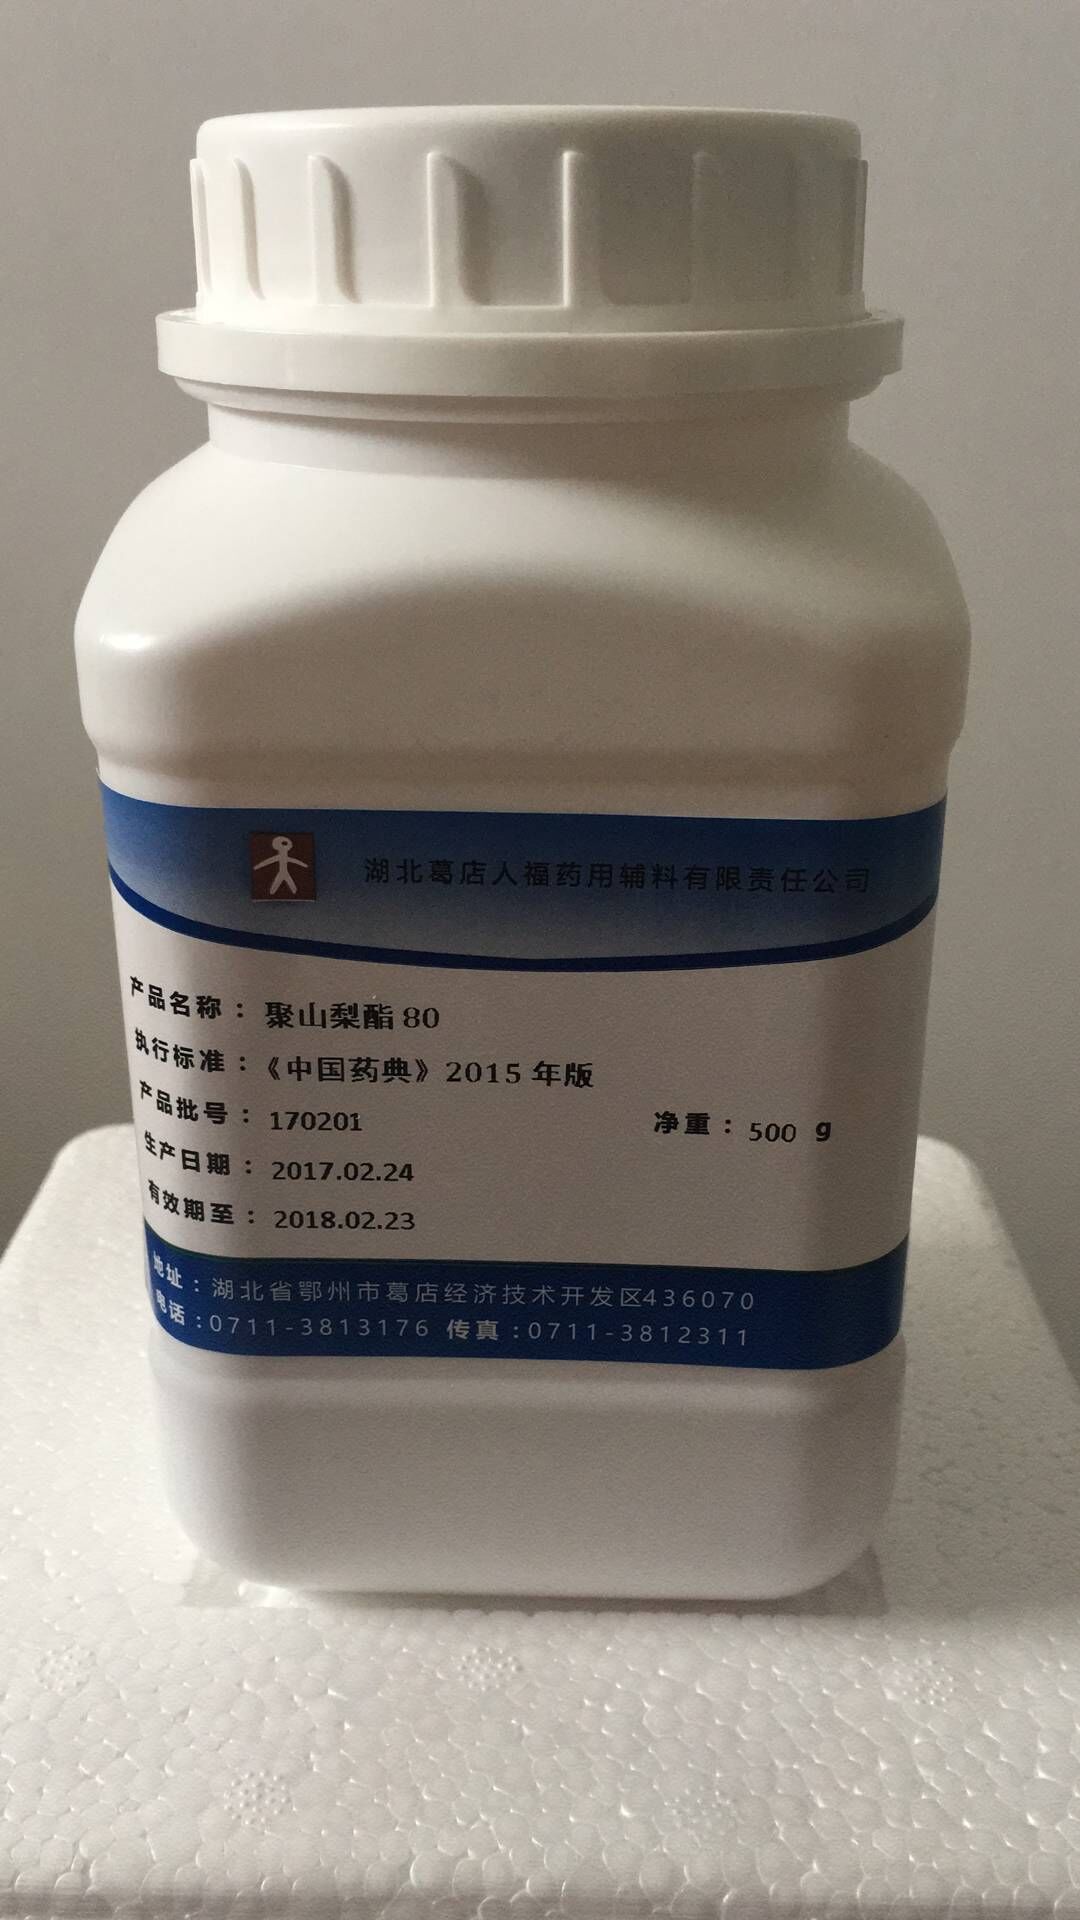 湖北葛店人福药用辅料有限责任公司
产品名称：聚山梨酯80
执行标准：《中国药典》2015年版
产品批号：170201 净重：500 g
生产日期：2017.02.24
有效期至：2018.02.23
地址：湖北省鄂州市葛店经济技术开发区436070
电话：0711-3813176 传真：0711-3812311